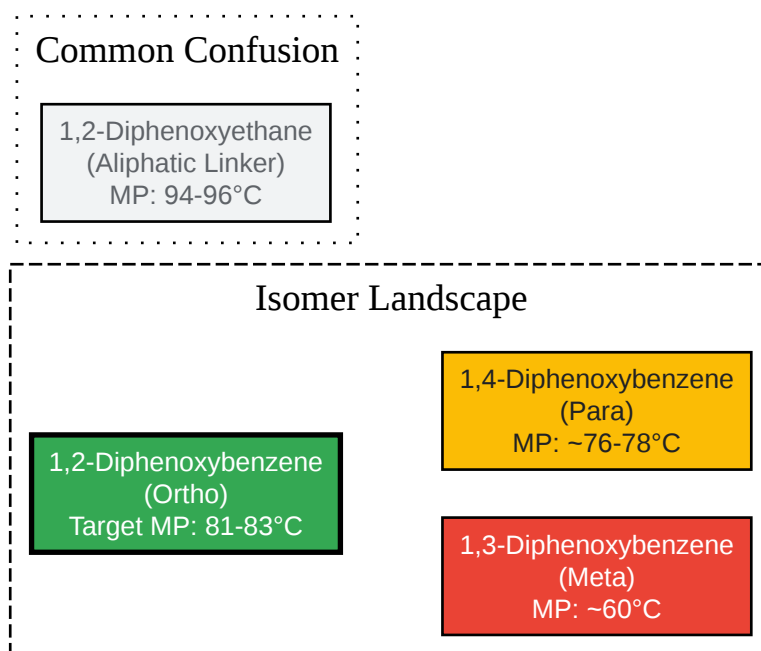 Common Confusion
1,2-Diphenoxyethane
(Aliphatic Linker)
MP: 94-96°C
Isomer Landscape
1,2-Diphenoxybenzene
(Ortho)
Target MP: 81-83°C
1,4-Diphenoxybenzene
(Para)
MP: ~76-78°C
1,3-Diphenoxybenzene
(Meta)
MP: ~60°C